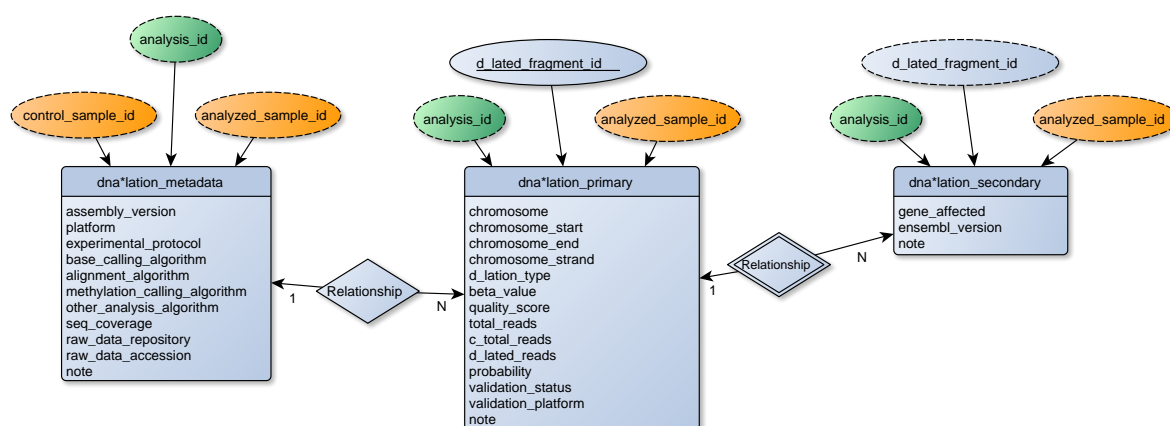 analysis_id
control_sample_id
analyzed_sample_id
dna*lation_metadata
assembly_version
platform
experimental_protocol
base_calling_algorithm
alignment_algorithm
methylation_calling_algorithm
other_analysis_algorithm
seq_coverage
raw_data_repository
raw_data_accession
note
1
Relationship
N
d_lated_fragment_id
analysis_id
analyzed_sample_id
dna*lation_primary
chromosome
chromosome_start
chromosome_end
chromosome_strand
d_lation_type
beta_value
quality_score
total_reads
c_total_reads
d_lated_reads
probability
validation_status
validation_platform
note
1
Relationship
N
d_lated_fragment_id
analysis_id
analyzed_sample_id
dna*lation_secondary
gene_affected
ensembl_version
note